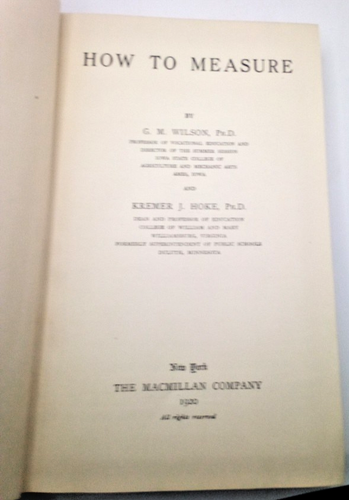 HOW TO MEASURE
BY
G. M. WILSON, PH.D.
PROFESSOR OF VOCATIONAL EDUCATION AND
DIRECTOR OF THE SUMMER SESSION
IOWA STATE COLLEGE OF
AGRICULTURE AND MECHANIC ARTS
AMES, IOWA
AND
KREMER J. HOKE, PH.D.
DEAN AND PROFESSOR OF EDUCATION
COLLEGE OF WILLIAM AND MARY
WILLIAMSBURG, VIRGINIA
FORMERLY SUPERINTENDENT OF PUBLIC SCHOOLS
DULUTH, MINNESOTA
New York
THE MACMILLAN COMPANY
1920
All rights reserved